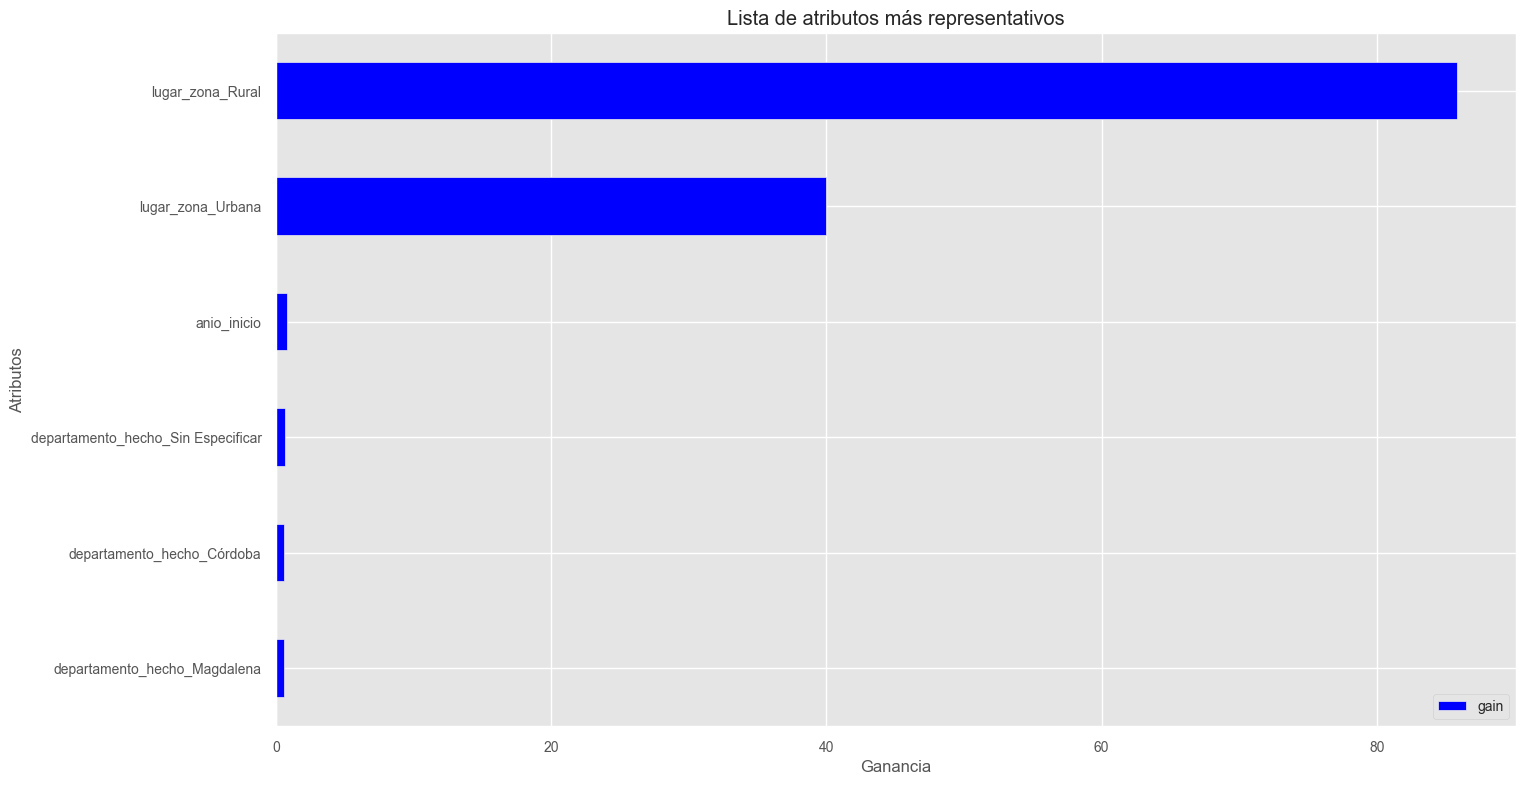 Lista de atributos más representativos
lugar_zona_Rural
lugar_zona_Urbana
anio_inicio
departamento_hecho_Sin Especificar
departamento_hecho_Córdoba
departamento_hecho_Magdalena
Atributos
0 20 40 60 80
Ganancia
gain